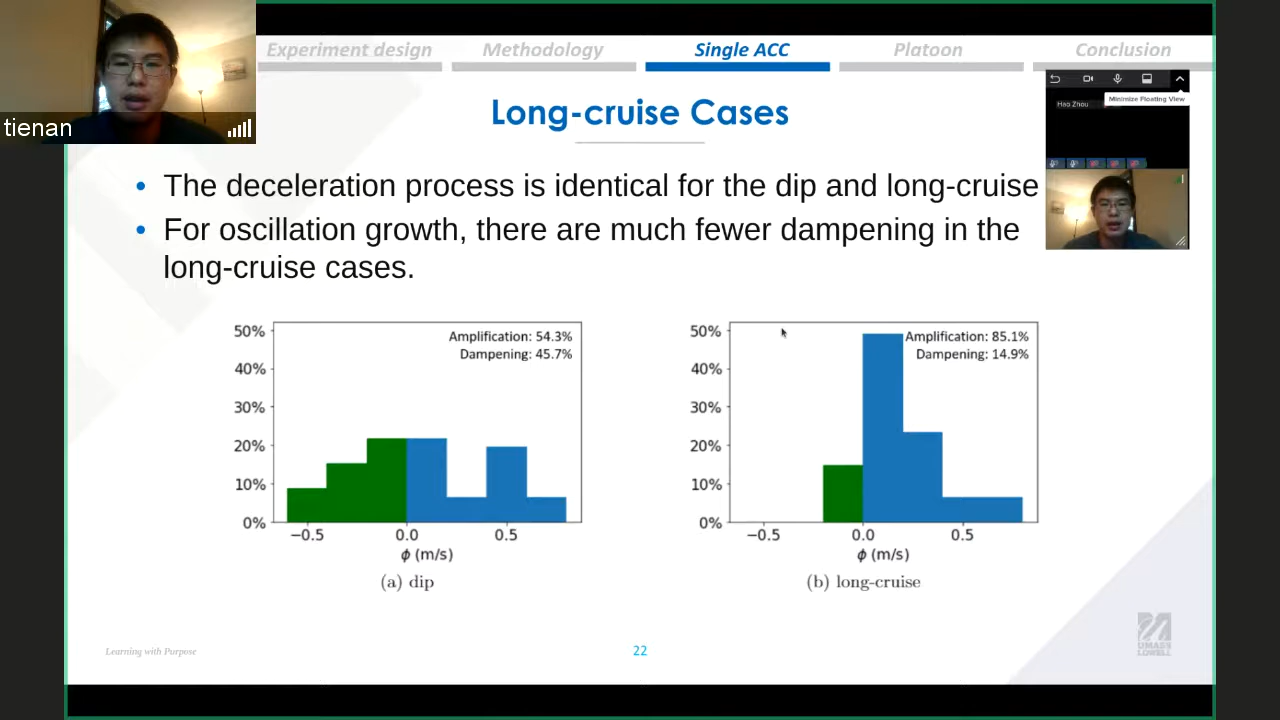 Experiment design
Methodology
Single ACC
Platoon
Conclusion
tienan
Minimize Floating View
Hao Zhou
Long-cruise Cases
• The deceleration process is identical for the dip and long-cruise
• For oscillation growth, there are much fewer dampening in the
long-cruise cases.
50%
40%
30%
20%
10%
0%
Amplification: 54.3%
Dampening: 45.7%
−0.5
0.0
0.5
ϕ (m/s)
(a) dip
50%
40%
30%
20%
10%
0%
Amplification: 85.1%
Dampening: 14.9%
−0.5
0.0
0.5
ϕ (m/s)
(b) long-cruise
Learning with Purpose
22
UMASS
LOWELL